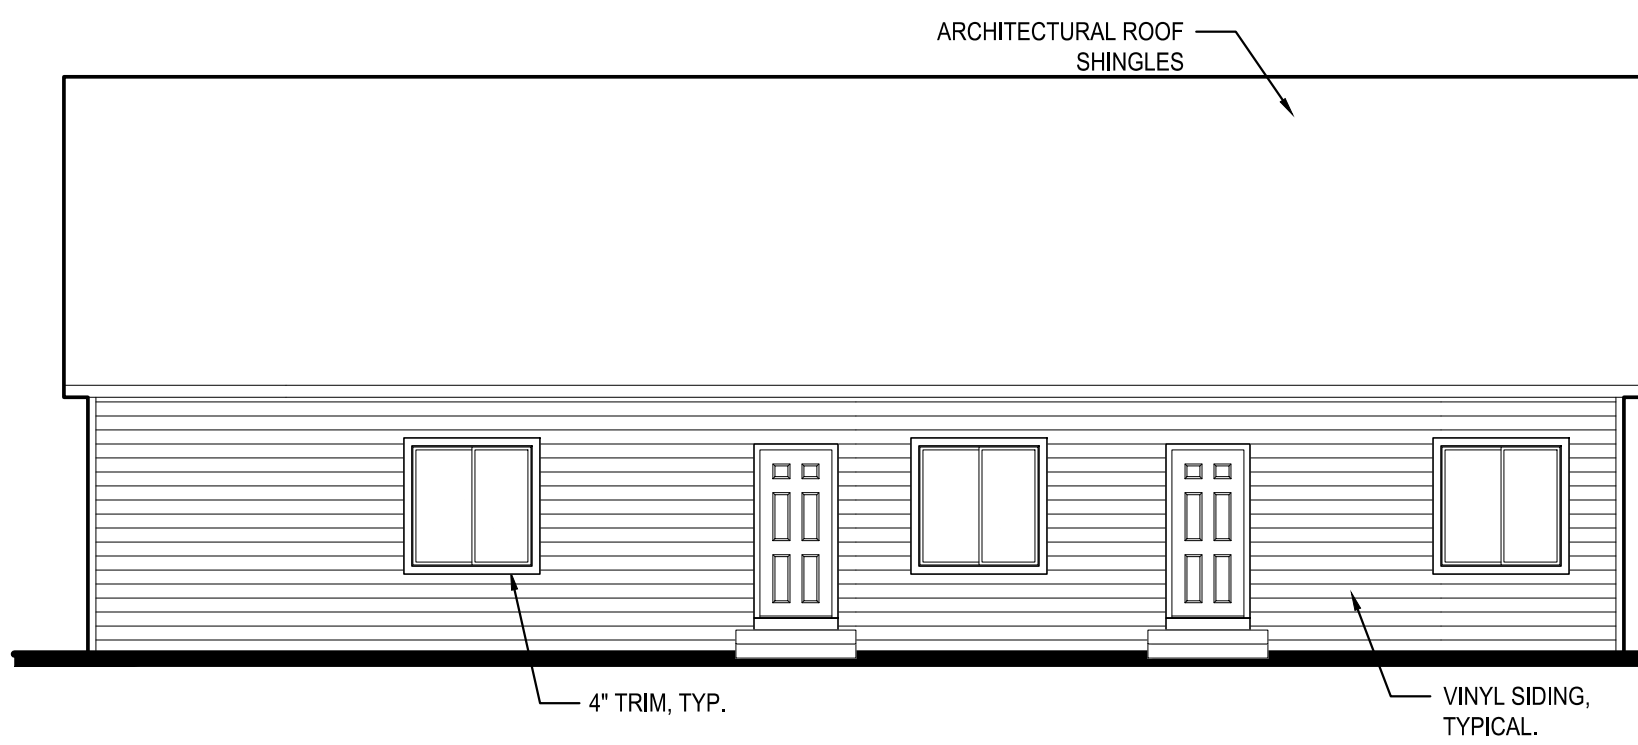 ARCHITECTURAL ROOF
SHINGLES
4" TRIM, TYP.
VINYL SIDING,
TYPICAL.